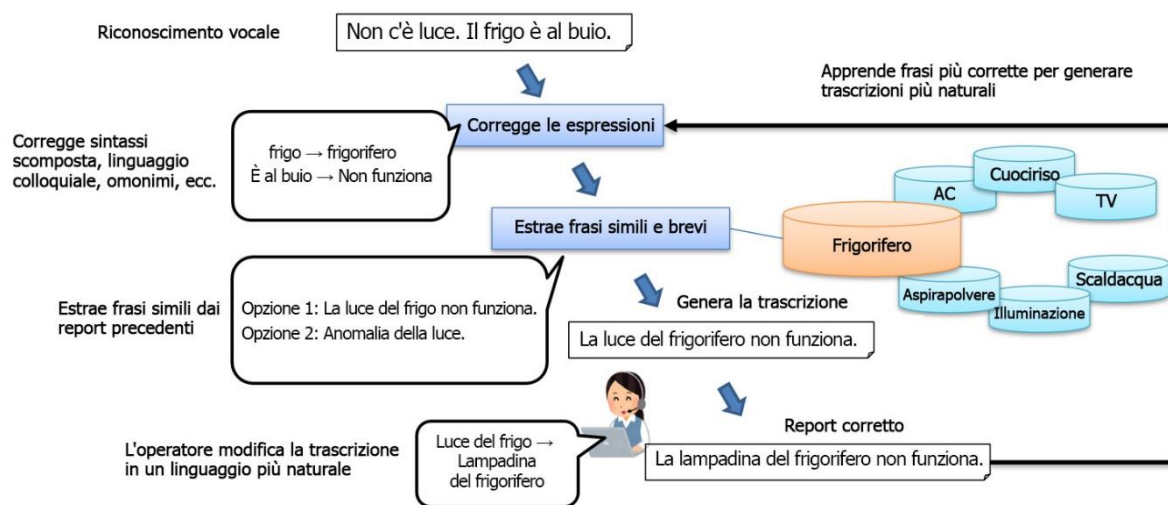 Riconoscimento vocale
Non c'è luce. Il frigo è al buio.
Apprende frasi più corrette per generare
trascrizioni più naturali
Corregge le espressioni
Corregge sintassi
scomposta, linguaggio
colloquiale, omonimi, ecc.
frigo → frigorifero
È al buio → Non funziona
Estrae frasi simili e brevi
Frigorifero
AC
Cuociriso
TV
Aspirapolvere
Illuminazione
Scaldacqua
Estrae frasi simili dai
report precedenti
Opzione 1: La luce del frigo non funziona.
Opzione 2: Anomalia della luce.
Genera la trascrizione
La luce del frigorifero non funziona.
L'operatore modifica la trascrizione
in un linguaggio più naturale
Luce del frigo →
Lampadina
del frigorifero
Report corretto
La lampadina del frigorifero non funziona.